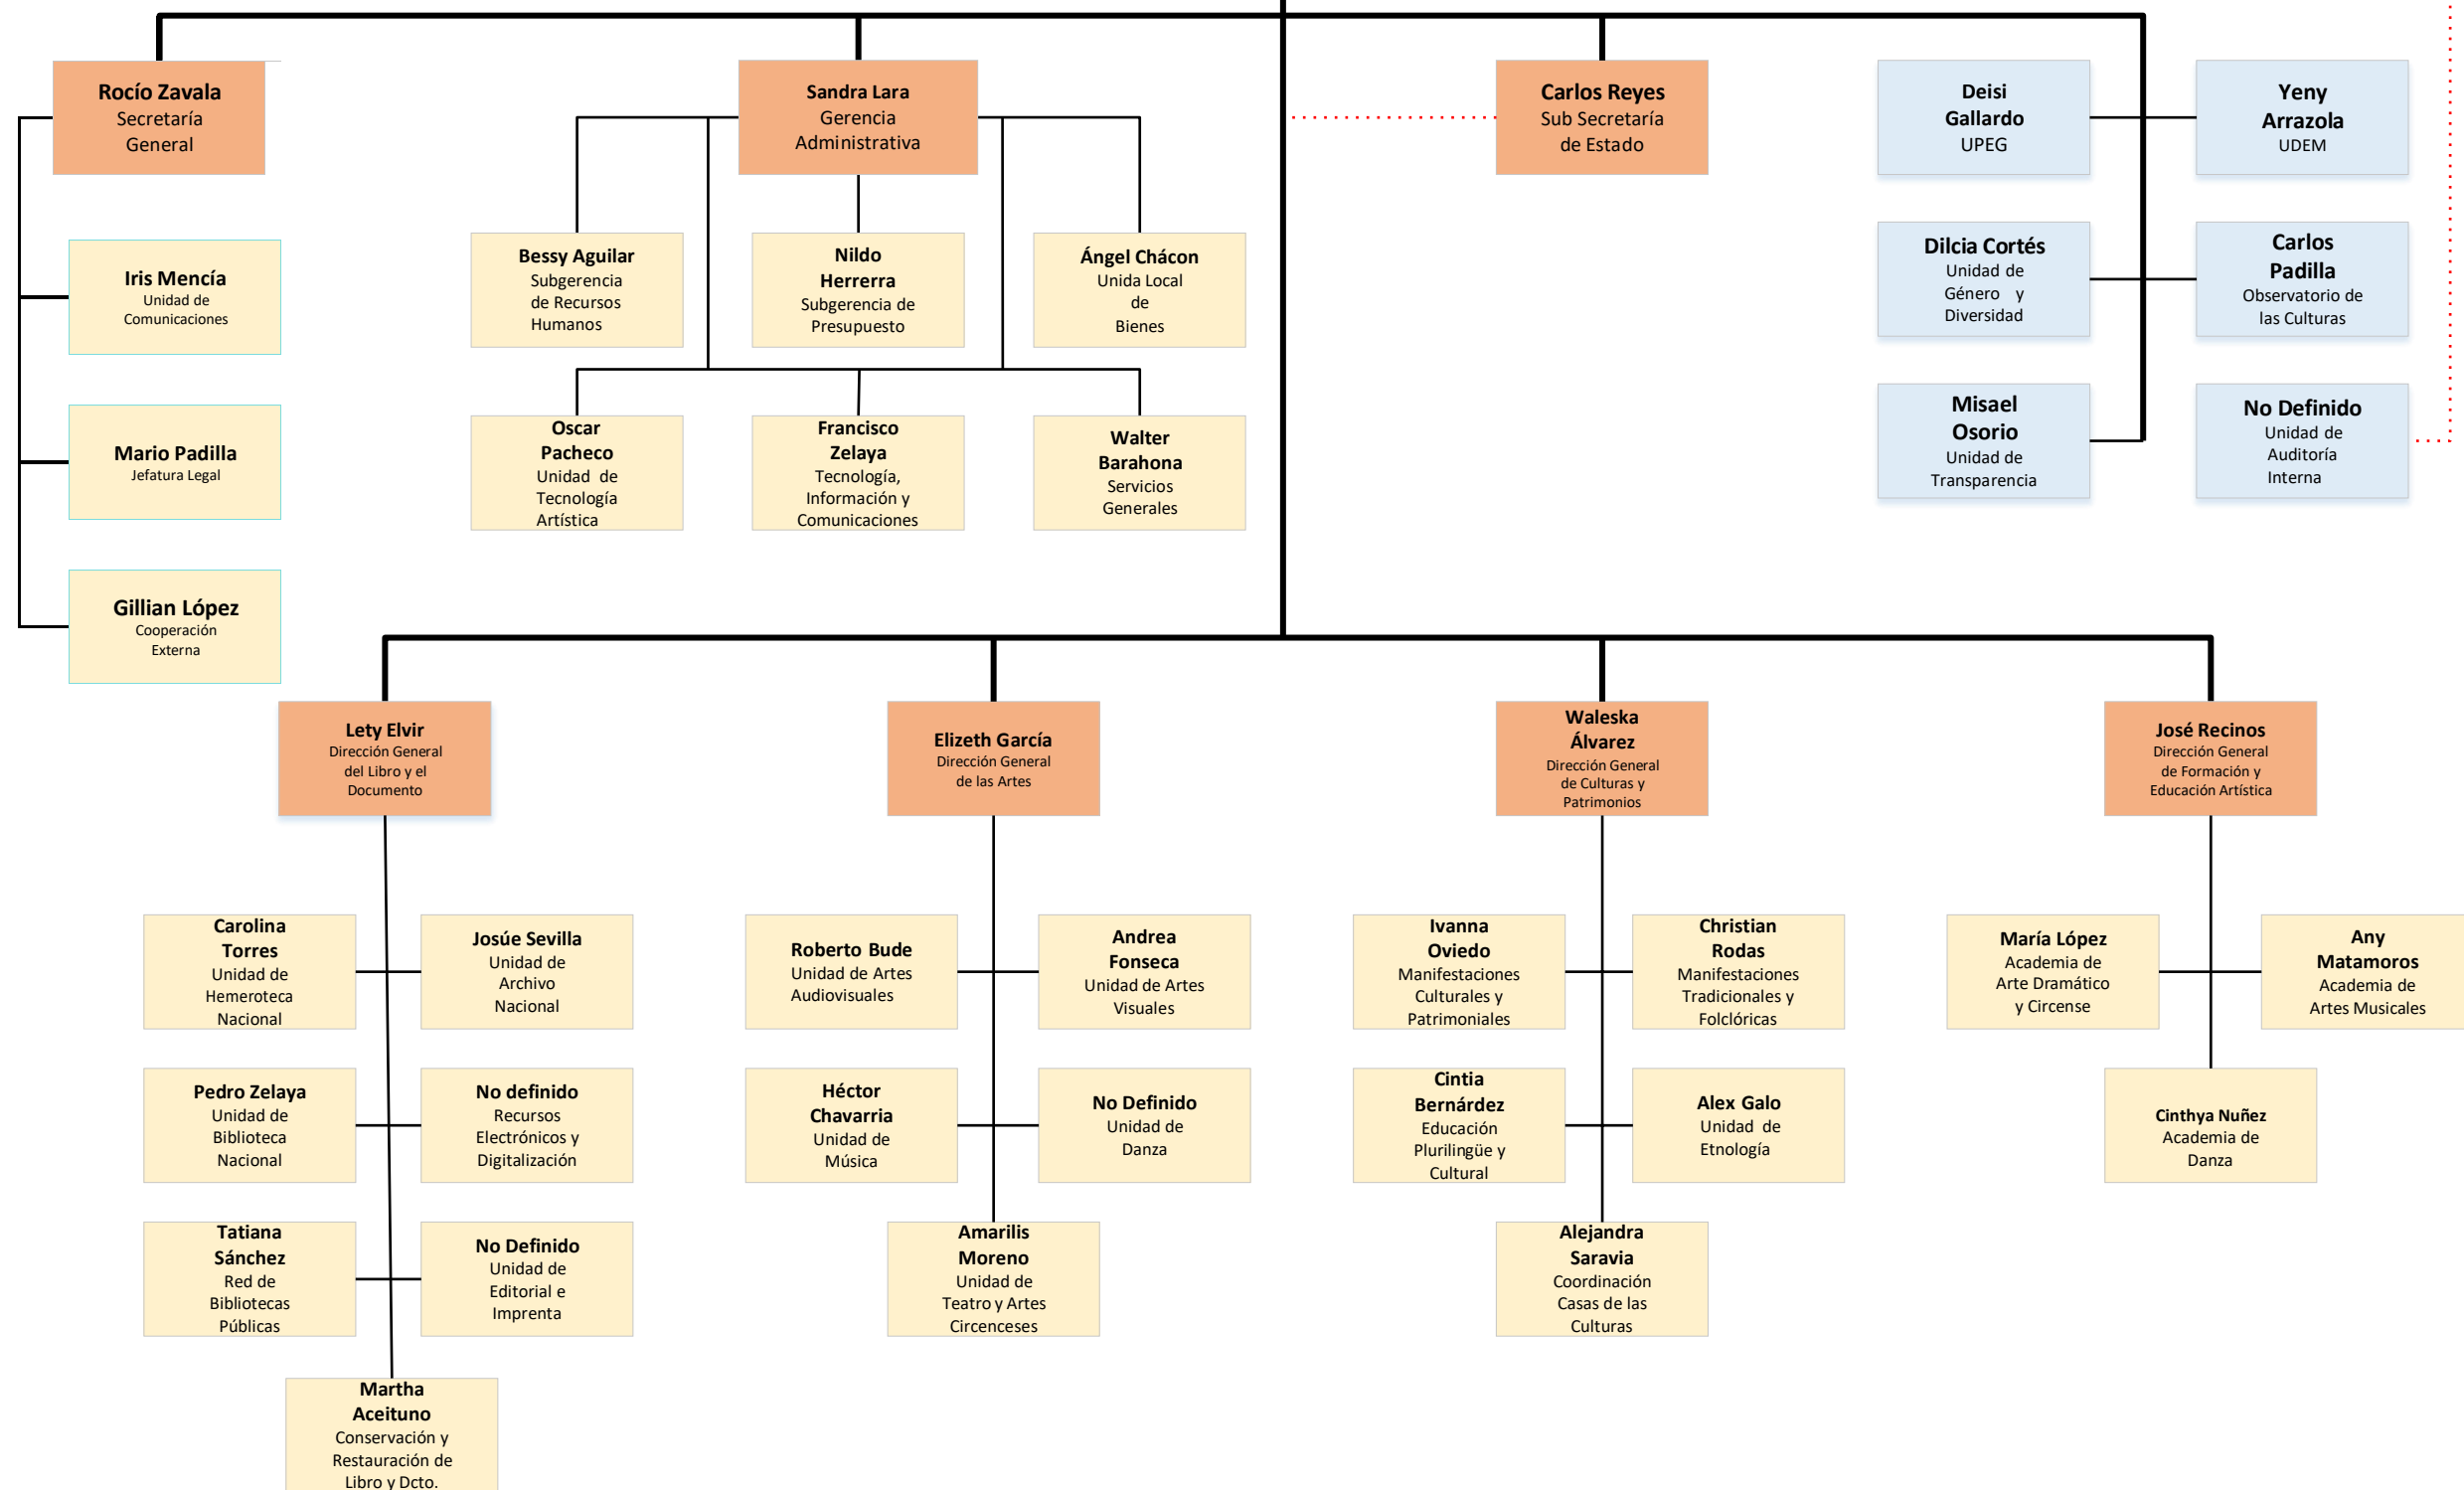 Rocío Zavala
Secretaría
General
Sandra Lara
Gerencia
Administrativa
Carlos Reyes
Sub Secretaría
de Estado
Deisi
Gallardo
UPEG
Yeny
Arrazola
UDEM
Iris Mencía
Unidad de
Comunicaciones
Bessy Aguilar
Subgerencia
de Recursos
Humanos
Nildo
Herrerra
Subgerencia de
Presupuesto
Ángel Chácon
Unida Local
de
Bienes
Dilcia Cortés
Unidad de
Género y
Diversidad
Carlos
Padilla
Observatorio de
las Culturas
Mario Padilla
Jefatura Legal
Oscar
Pacheco
Unidad de
Tecnología
Artística
Francisco
Zelaya
Tecnología,
Información y
Comunicaciones
Walter
Barahona
Servicios
Generales
Misael
Osorio
Unidad de
Transparencia
No Definido
Unidad de
Auditoría
Interna
Gillian López
Cooperación
Externa
Lety Elvir
Dirección General
del Libro y el
Documento
Elizeth García
Dirección General
de las Artes
Waleska
Álvarez
Dirección General
de Culturas y
Patrimonios
José Recinos
Dirección General
de Formación y
Educación Artística
Carolina
Torres
Unidad de
Hemeroteca
Nacional
Josúe Sevilla
Unidad de
Archivo
Nacional
Roberto Bude
Unidad de Artes
Audiovisuales
Andrea
Fonseca
Unidad de Artes
Visuales
Ivanna
Oviedo
Manifestaciones
Culturales y
Patrimoniales
Christian
Rodas
Manifestaciones
Tradicionales y
Folclóricas
María López
Academia de
Arte Dramático
y Circense
Any
Matamoros
Academia de
Artes Musicales
Pedro Zelaya
Unidad de
Biblioteca
Nacional
No definido
Recursos
Electrónicos y
Digitalización
Héctor
Chavarria
Unidad de
Música
No Definido
Unidad de
Danza
Cintia
Bernárdez
Educación
Plurilingüe y
Cultural
Alex Galo
Unidad de
Etnología
Cinthya Nuñez
Academia de
Danza
Tatiana
Sánchez
Red de
Bibliotecas
Públicas
No Definido
Unidad de
Editorial e
Imprenta
Amarilis
Moreno
Unidad de
Teatro y Artes
Circenceses
Alejandra
Saravia
Coordinación
Casas de las
Culturas
Martha
Aceituno
Conservación y
Restauración de
Libro y Dcto.